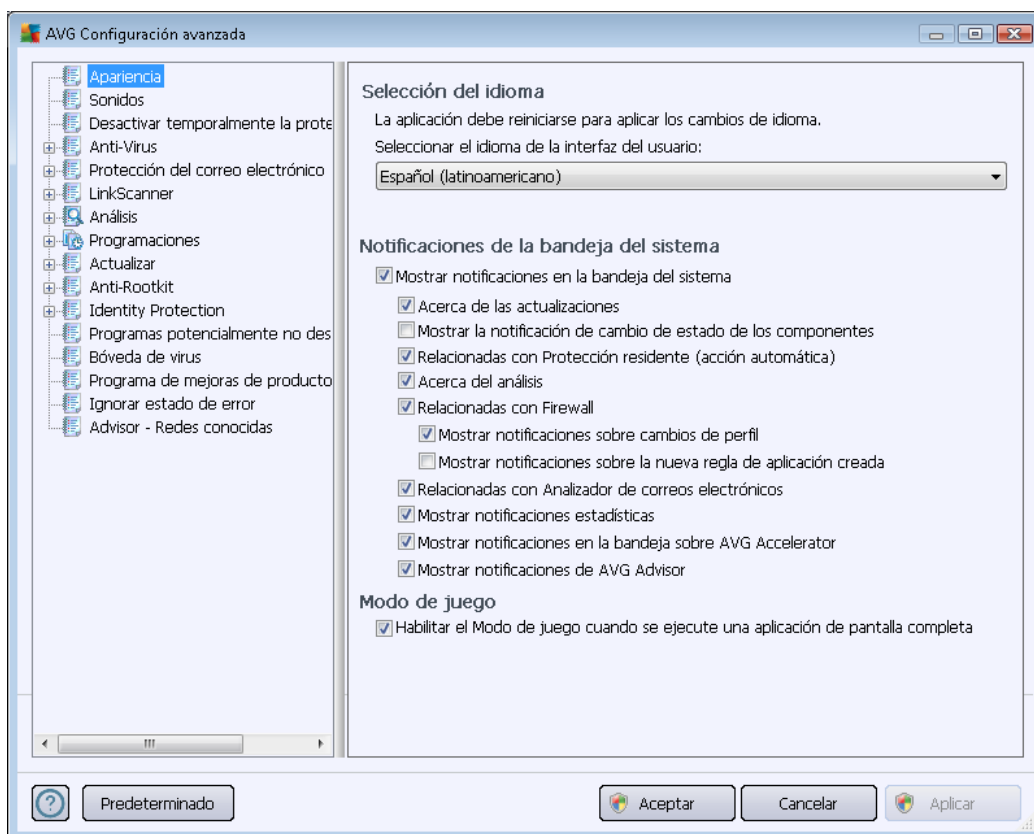 AVG Configuración avanzada
Apariencia
Sonidos
Desactivar temporalmente la prote
Anti-Virus
Protección del correo electrónico
LinkScanner
Análisis
Programaciones
Actualizar
Anti-Rootkit
Identity Protection
Programas potencialmente no des
Bóveda de virus
Programa de mejoras de producto
Ignorar estado de error
Advisor - Redes conocidas
Selección del idioma
La aplicación debe reiniciarse para aplicar los cambios de idioma.
Seleccionar el idioma de la interfaz del usuario:
Español (latinoamericano)
Notificaciones de la bandeja del sistema
Mostrar notificaciones en la bandeja del sistema
Acerca de las actualizaciones
Mostrar la notificación de cambio de estado de los componentes
Relacionadas con Protección residente (acción automática)
Acerca del análisis
Relacionadas con Firewall
Mostrar notificaciones sobre cambios de perfil
Mostrar notificaciones sobre la nueva regla de aplicación creada
Relacionadas con Analizador de correos electrónicos
Mostrar notificaciones estadísticas
Mostrar notificaciones en la bandeja sobre AVG Accelerator
Mostrar notificaciones de AVG Advisor
Modo de juego
Habilitar el Modo de juego cuando se ejecute una aplicación de pantalla completa
Predeterminado
Aceptar
Cancelar
Aplicar